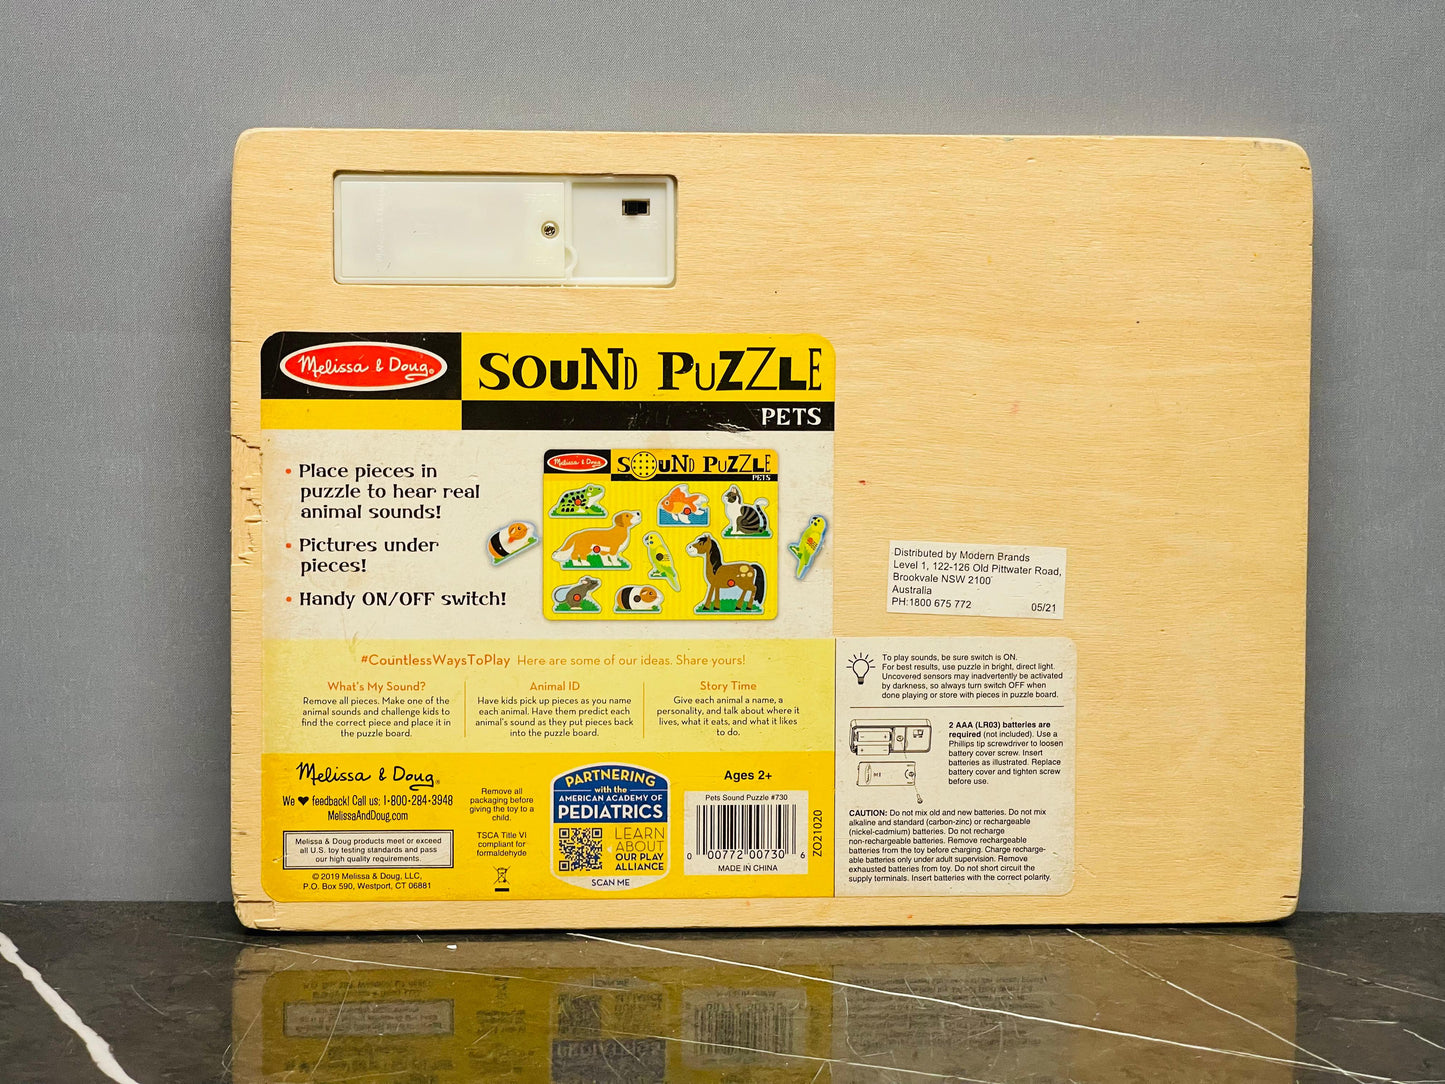 Melissa & Doug®
SOUND PUZZLE
PETS
• Place pieces in
puzzle to hear real
animal sounds!
• Pictures under
pieces!
• Handy ON/OFF switch!
Melissa & Doug
SOUND PUZZLE
PETS
#CountlessWaysToPlay Here are some of our ideas. Share yours!
What's My Sound?
Remove all pieces. Make one of the
animal sounds and challenge kids to
find the correct piece and place it in
the puzzle board.
Animal ID
Have kids pick up pieces as you name
each animal. Have them predict each
animal's sound as they put pieces back
into the puzzle board.
Story Time
Give each animal a name, a
personality, and talk about where it
lives, what it eats, and what it likes
to do.
Melissa & Doug®
We ♥ feedback! Call us: 1-800-284-3948
MelissaAndDoug.com
Melissa & Doug products meet or exceed
all U.S. toy testing standards and pass
our high quality requirements.
© 2019 Melissa & Doug, LLC,
P.O. Box 590, Westport, CT 06881
Remove all
packaging before
giving the toy to a
child.
TSCA Title VI
compliant for
formaldehyde
PARTNERING
with the
AMERICAN ACADEMY OF
PEDIATRICS
LEARN
ABOUT
OUR PLAY
ALLIANCE
SCAN ME
Ages 2+
Pets Sound Puzzle #730
0 00772 00730 6
MADE IN CHINA
ZO21020
Distributed by Modern Brands
Level 1, 122-126 Old Pittwater Road,
Brookvale NSW 2100
Australia
PH:1800 675 772 05/21
To play sounds, be sure switch is ON.
For best results, use puzzle in bright, direct light.
Uncovered sensors may inadvertently be activated
by darkness, so always turn switch OFF when
done playing or store with pieces in puzzle board.
2 AAA (LR03) batteries are
required (not included). Use a
Phillips tip screwdriver to loosen
battery cover screw. Insert
batteries as illustrated. Replace
battery cover and tighten screw
before use.
CAUTION: Do not mix old and new batteries. Do not mix
alkaline and standard (carbon-zinc) or rechargeable
(nickel-cadmium) batteries. Do not recharge
non-rechargeable batteries. Remove rechargeable
batteries from the toy before charging. Charge recharge-
able batteries only under adult supervision. Remove
exhausted batteries from toy. Do not short circuit the
supply terminals. Insert batteries with the correct polarity.